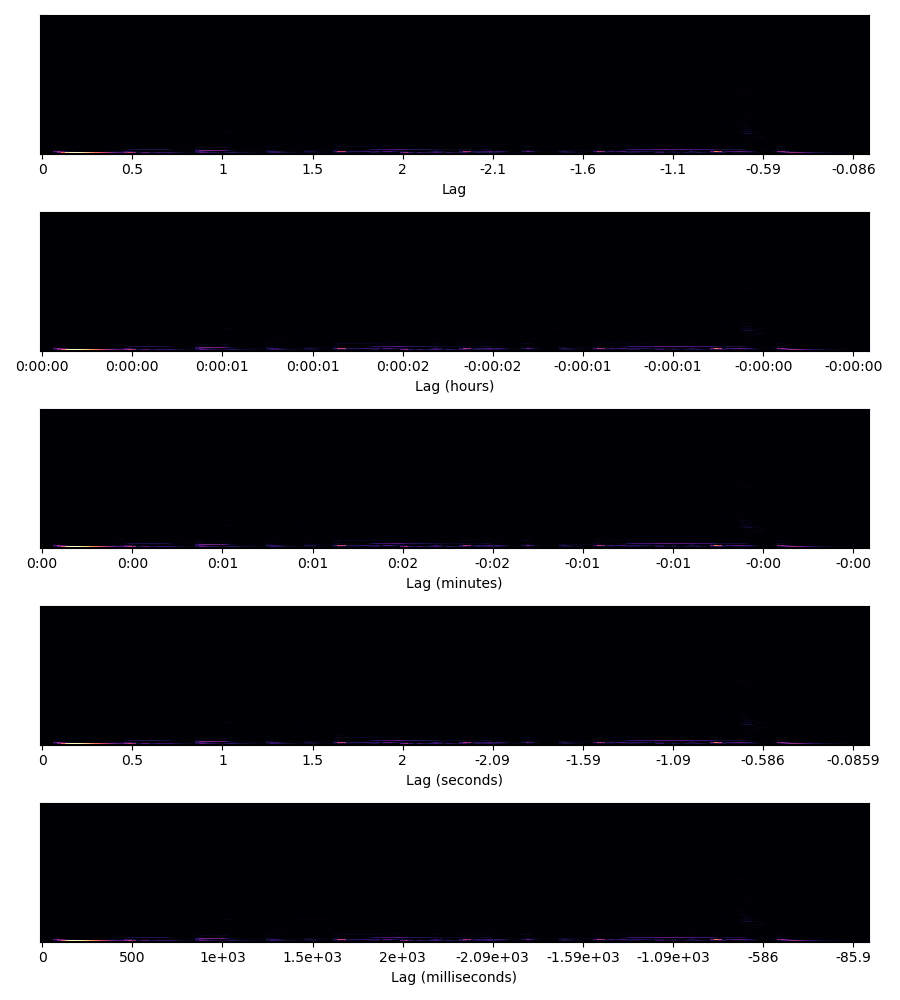 0 0.5 1 1.5 2 -2.1 -1.6 -1.1 -0.59 -0.086
Lag
0:00:00 0:00:00 0:00:01 0:00:01 0:00:02 -0:00:02 -0:00:01 -0:00:01 -0:00:00 -0:00:00
Lag (hours)
0:00 0:00 0:01 0:01 0:02 -0:02 -0:01 -0:01 -0:00 -0:00
Lag (minutes)
0 0.5 1 1.5 2 -2.09 -1.59 -1.09 -0.586 -0.0859
Lag (seconds)
0 500 1e+03 1.5e+03 2e+03 -2.09e+03 -1.59e+03 -1.09e+03 -586 -85.9
Lag (milliseconds)